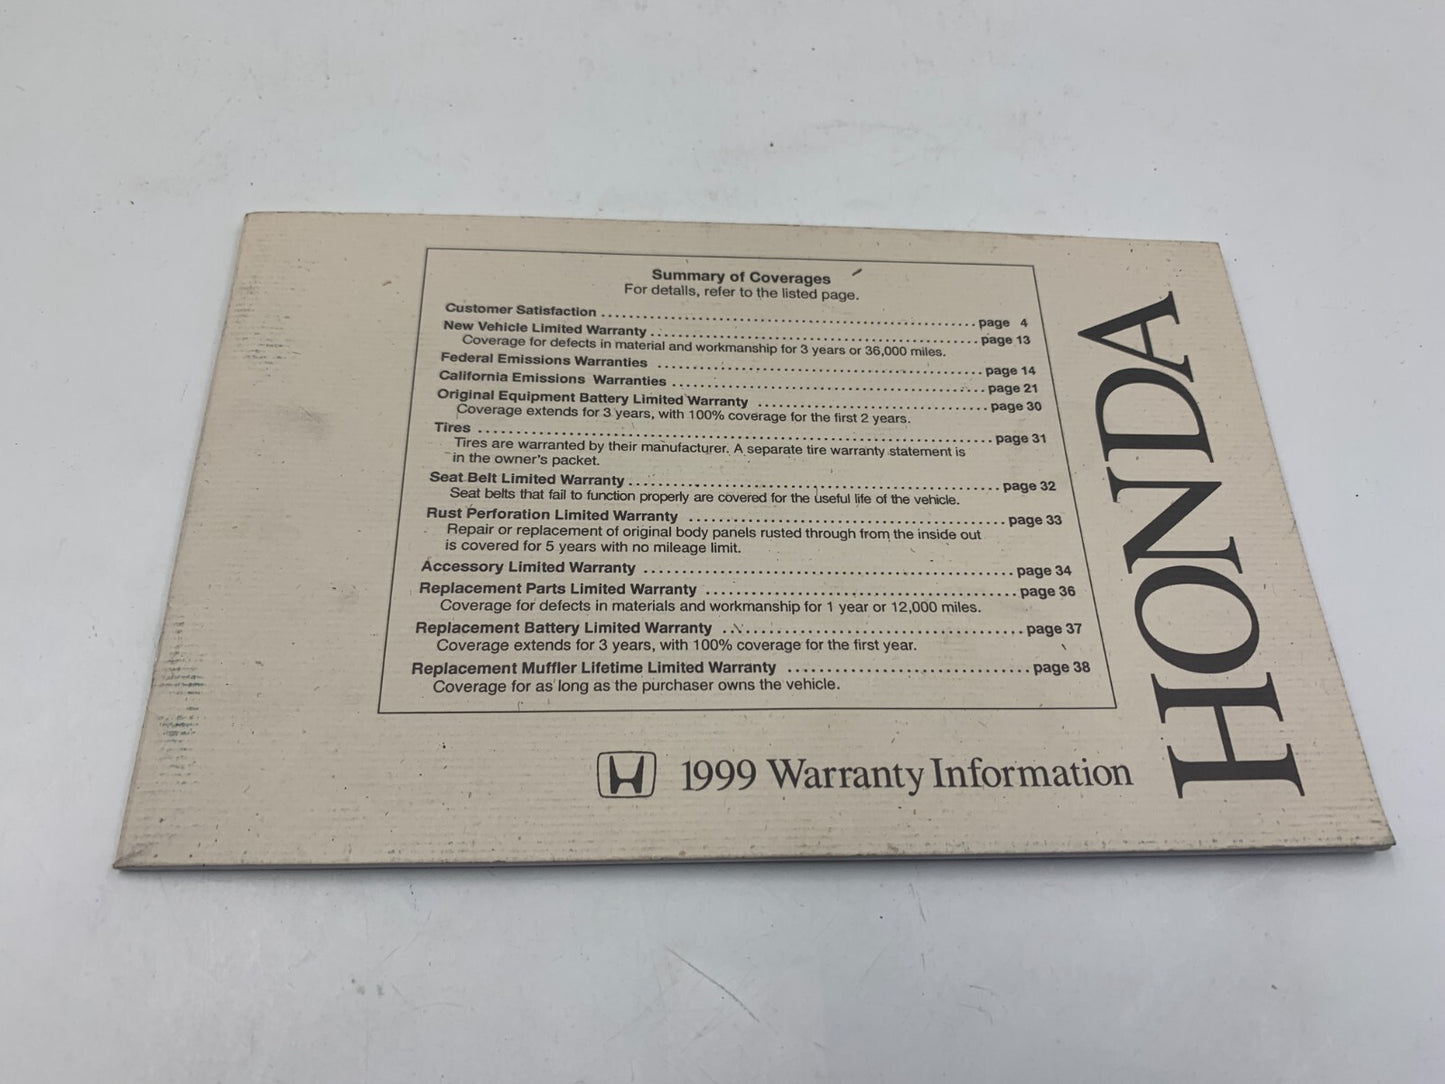 Summary of Coverages
For details, refer to the listed page.
Customer Satisfaction ........................................................ page 4
New Vehicle Limited Warranty ................................................ page 13
Coverage for defects in material and workmanship for 3 years or 36,000 miles.
Federal Emissions Warranties ................................................ page 14
California Emissions Warranties ............................................. page 21
Original Equipment Battery Limited Warranty ................................. page 30
Coverage extends for 3 years, with 100% coverage for the first 2 years.
Tires ....................................................................... page 31
Tires are warranted by their manufacturer. A separate tire warranty statement is
in the owner's packet.
Seat Belt Limited Warranty .................................................. page 32
Seat belts that fail to function properly are covered for the useful life of the vehicle.
Rust Perforation Limited Warranty ........................................... page 33
Repair or replacement of original body panels rusted through from the inside out
is covered for 5 years with no mileage limit.
Accessory Limited Warranty .................................................. page 34
Replacement Parts Limited Warranty .......................................... page 36
Coverage for defects in materials and workmanship for 1 year or 12,000 miles.
Replacement Battery Limited Warranty ........................................ page 37
Coverage extends for 3 years, with 100% coverage for the first year.
Replacement Muffler Lifetime Limited Warranty ............................... page 38
Coverage for as long as the purchaser owns the vehicle.
1999 Warranty Information
HONDA